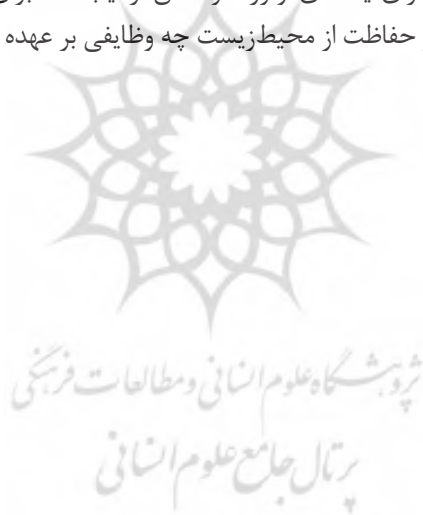 حفاظت از محیط‌زیست چه وظایفی بر عهده
پژوهشگاه علوم انسانی و مطالعات فرهنگی
پرتال جامع علوم انسانی